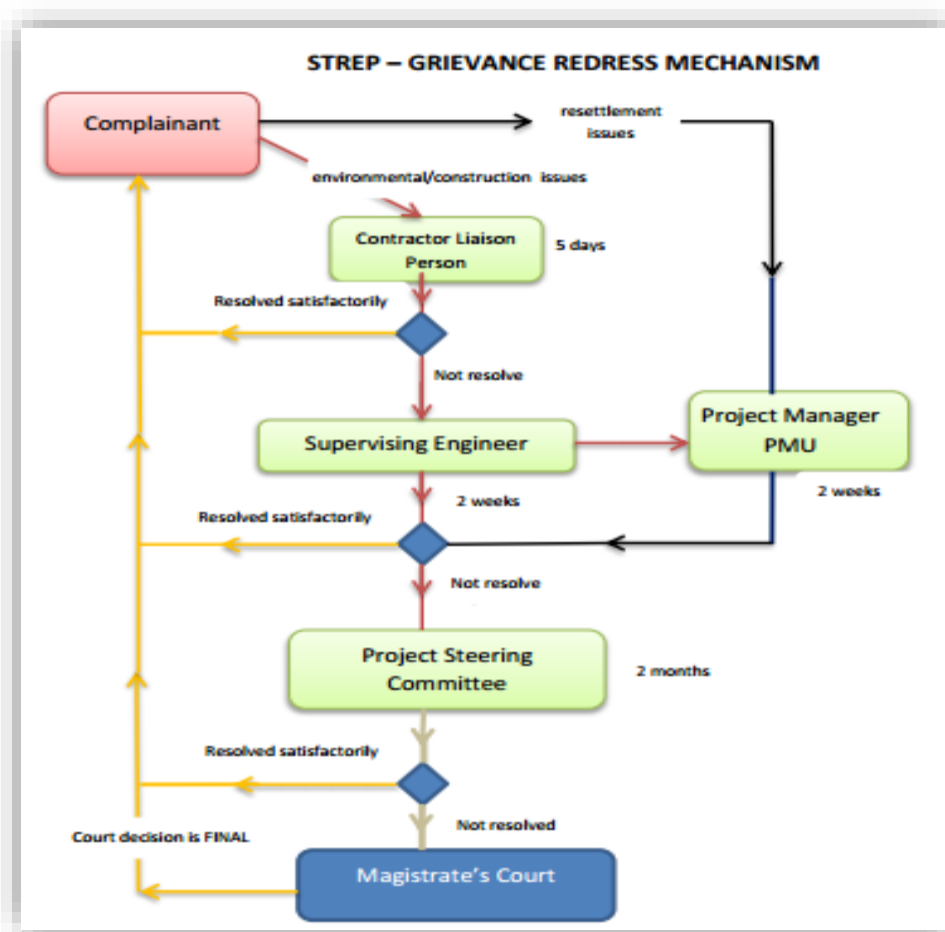 STREP – GRIEVANCE REDRESS MECHANISM
Complainant
resettlement
issues
environmental/construction issues
Contractor Liaison
Person
5 days
Resolved satisfactorily
Not resolve
Supervising Engineer
Project Manager
PMU
2 weeks
2 weeks
Resolved satisfactorily
Not resolve
Project Steering
Committee
2 months
Resolved satisfactorily
Not resolved
Court decision is FINAL
Magistrate's Court